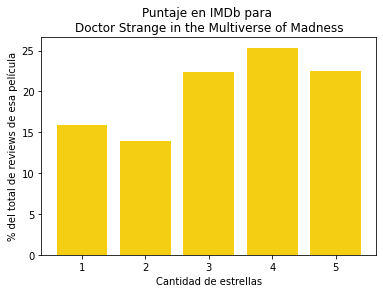 Puntaje en IMDb para
Doctor Strange in the Multiverse of Madness
% del total de reviews de esa película
25
20
15
10
5
0
1 2 3 4 5
Cantidad de estrellas